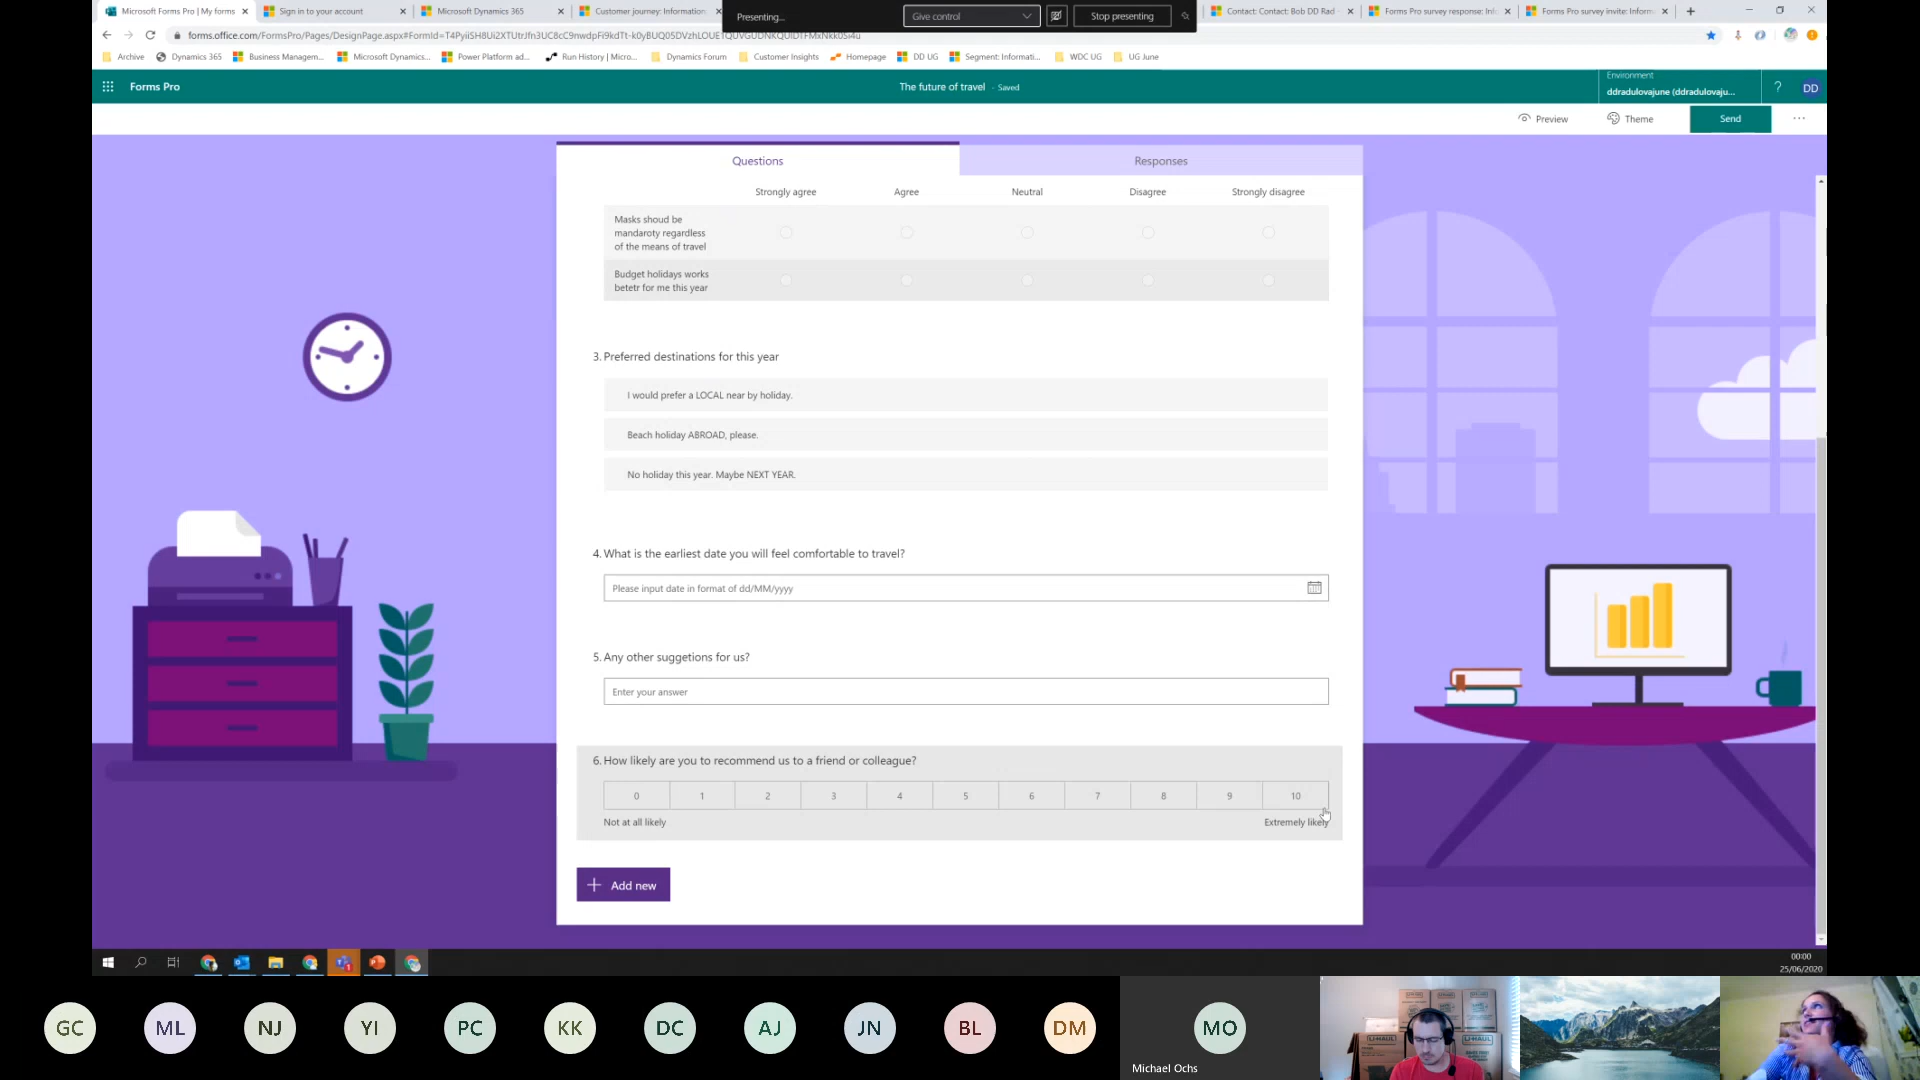 Microsoft Forms Pro | My forms
Sign in to your account
Microsoft Dynamics 365
Customer journey: Information
Presenting...
Give control
Stop presenting
Contact: Contact: Bob DD Rad
Forms Pro survey response: Inf
Forms Pro survey invite: Inform
Archive
Dynamics 365
Business Managem...
Microsoft Dynamics...
Power Platform ad...
Run History | Micro...
Dynamics Forum
Customer Insights
Homepage
DD UG
Segment: Informati...
WDC UG
UG June
Forms Pro
The future of travel - Saved
Environment
ddradulovajune (ddradulovaju...
?
DD
Preview
Theme
Send
Questions
Responses
Strongly agree
Agree
Neutral
Disagree
Strongly disagree
Masks shoud be
mandaroty regardless
of the means of travel
Budget holidays works
betetr for me this year
3. Preferred destinations for this year
I would prefer a LOCAL near by holiday.
Beach holiday ABROAD, please.
No holiday this year. Maybe NEXT YEAR.
4. What is the earliest date you will feel comfortable to travel?
Please input date in format of dd/MM/yyyy
5. Any other suggetions for us?
Enter your answer
6. How likely are you to recommend us to a friend or colleague?
0 1 2 3 4 5 6 7 8 9 10
Not at all likely
Extremely likely
Add new
00:00
25/06/2020
GC
ML
NJ
YI
PC
KK
DC
AJ
JN
BL
DM
MO
Michael Ochs
U-HAUL
U-HAUL